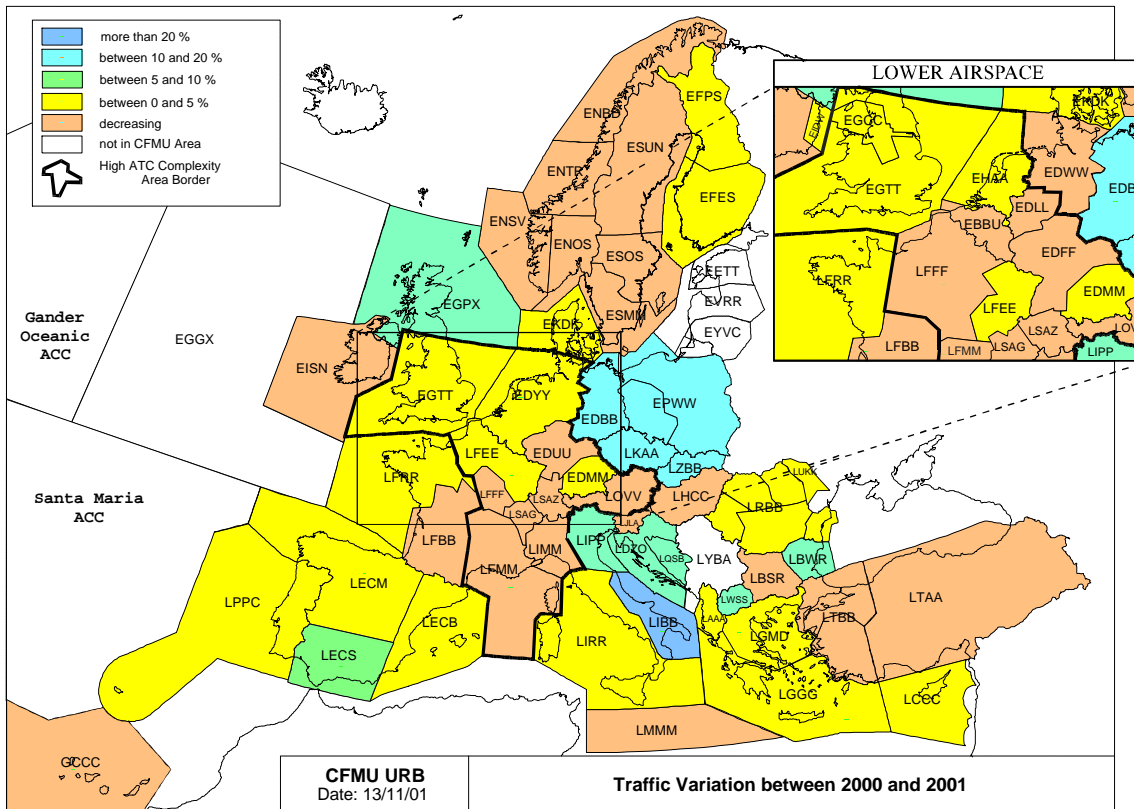 more than 20 %
between 10 and 20 %
between 5 and 10 %
between 0 and 5 %
decreasing
not in CFMU Area
High ATC Complexity
Area Border
LOWER AIRSPACE
EKDK
EGCC
EIDW
EGTT
EHAA
EDWW
EDB
EDLL
EBBU
EDFF
LFFF
LFRR
LFEE
EDMM
LSAZ
LOV
LFBB
LFMM
LSAG
LIPP
EFPS
ENBD
ESUN
ENTR
EFES
ENSV
ENOS
ESOS
EETT
EVRR
ESMM
EYVC
EGPX
EKDK
Gander
Oceanic
ACC
EGGX
EISN
EGTT
EDYY
EDBB
EPWW
LKAA
LZBB
LFEE
EDUU
EDMM
LOVV
LHCC
LUKK
LRBB
LFRR
LFFF
LSAZ
LSAG
LJLA
Santa Maria
ACC
LFBB
LIMM
LFMM
LIPP
LDZO
LQSB
LYBA
LBWR
LBSR
LWSS
LPPC
LECM
LECB
LECS
LIRR
LIBB
LAAA
LGMD
LTBB
LTAA
LGGG
LCCC
LMMM
GCCC
CFMU URB
Date: 13/11/01
Traffic Variation between 2000 and 2001